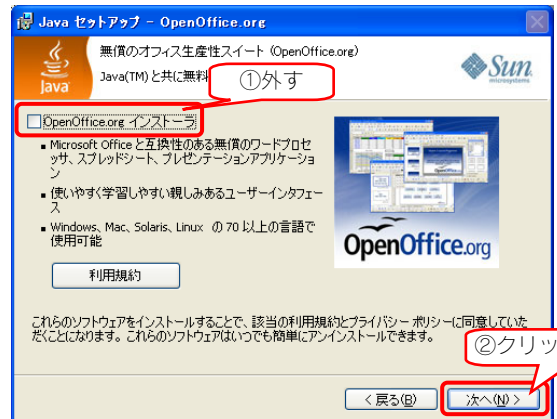 Java セットアップ - OpenOffice.org
無償のオフィス生産性スイート (OpenOffice.org)
Java(TM) と共に無料
Java
Sun
microsystems
①外す
OpenOffice.org インストーラ
Microsoft Office と互換性のある無償のワードプロセ
ッサ、スプレッドシート、プレゼンテーションアプリケーショ
ン
使いやすく学習しやすい親しみあるユーザーインタフェー
ス
Windows、Mac、Solaris、Linux の 70 以上の言語で
使用可能
OpenOffice.org
利用規約
これらのソフトウェアをインストールすることで、該当の利用規約とプライバシー ポリシーに同意していた
だくことになります。これらのソフトウェアはいつでも簡単にアンインストールできます。
②クリッ
< 戻る(B)
次へ(N) >